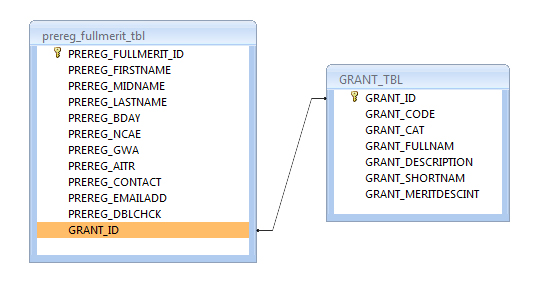 prereg_fullmerit_tbl
PREREG_FULLMERIT_ID
PREREG_FIRSTNAME
PREREG_MIDNAME
PREREG_LASTNAME
PREREG_BDAY
PREREG_NCAE
PREREG_GWA
PREREG_AITR
PREREG_CONTACT
PREREG_EMAILADD
PREREG_DBLCHCK
GRANT_ID
GRANT_TBL
GRANT_ID
GRANT_CODE
GRANT_CAT
GRANT_FULLNAM
GRANT_DESCRIPTION
GRANT_SHORTNAM
GRANT_MERITDESCINT